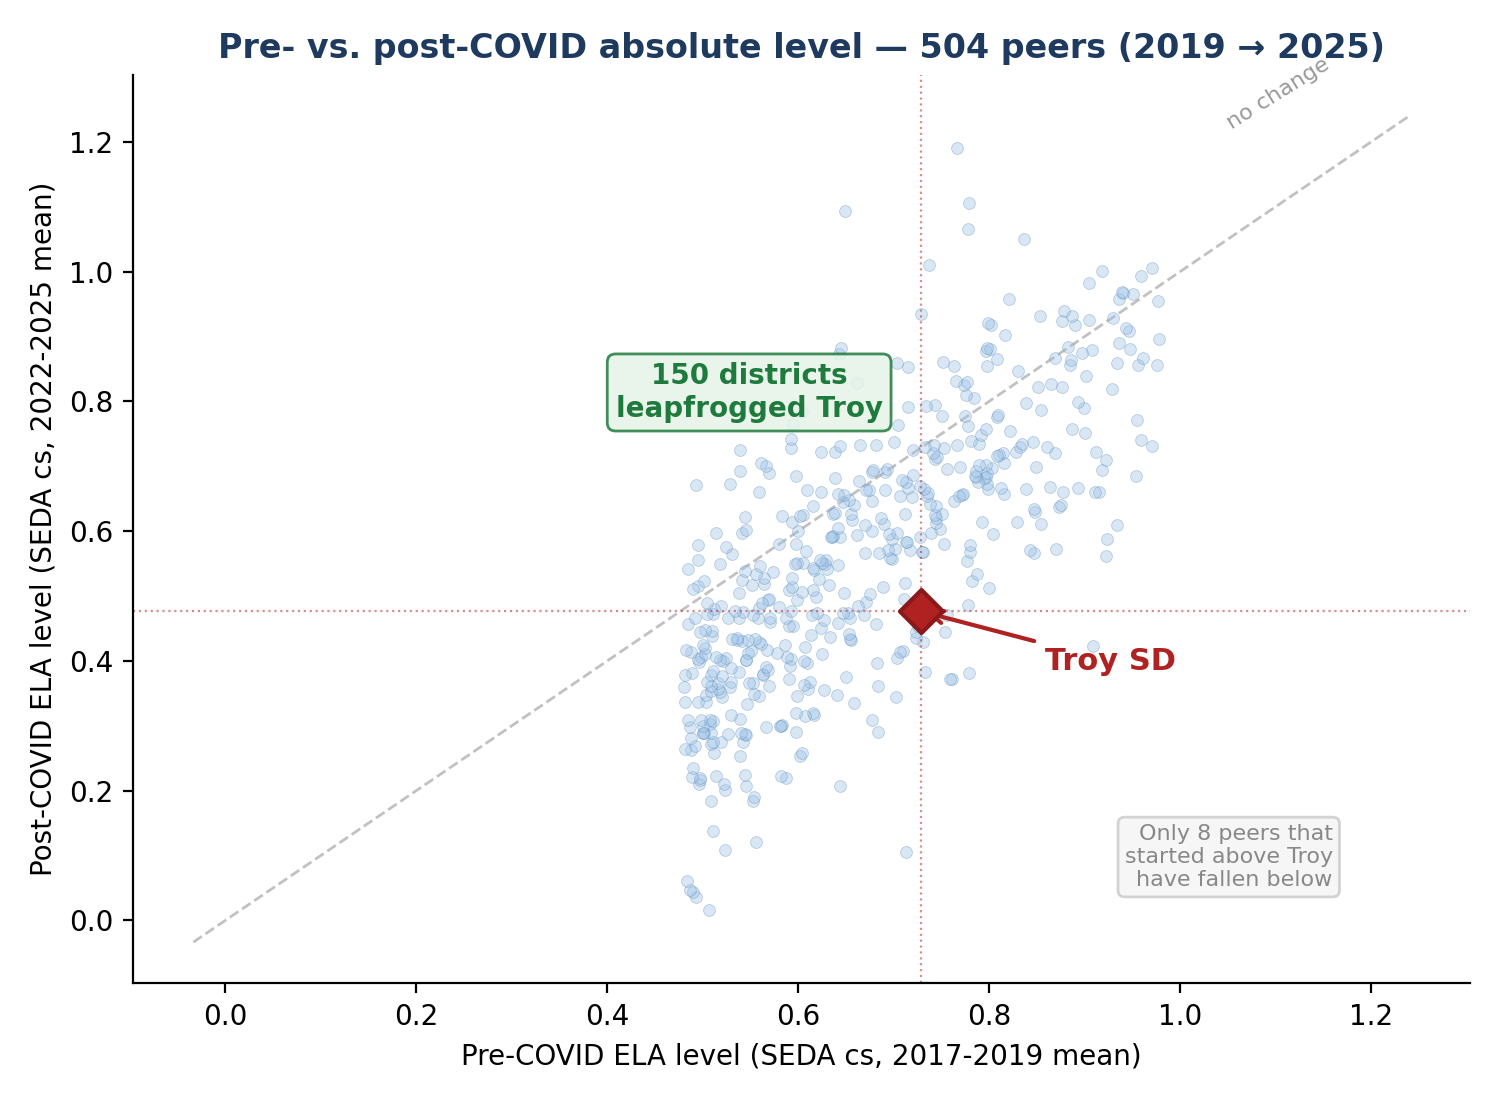 Pre- vs. post-COVID absolute level — 504 peers (2019 → 2025)
no change
1.2
1.0
0.8
0.6
0.4
0.2
0.0
Post-COVID ELA level (SEDA cs, 2022-2025 mean)
150 districts
leapfrogged Troy
Troy SD
Only 8 peers that
started above Troy
have fallen below
0.0 0.2 0.4 0.6 0.8 1.0 1.2
Pre-COVID ELA level (SEDA cs, 2017-2019 mean)